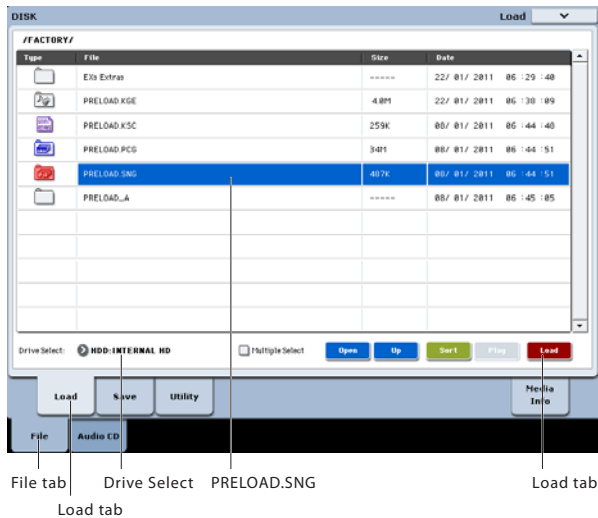 DISK Load
/FACTORY/
Type File Size Date
EXs Extras ----- 22/ 01/ 2011 06 :29 :40
PRELOAD.KGE 4.0M 22/ 01/ 2011 06 :38 :09
PRELOAD.KSC 259K 08/ 01/ 2011 06 :44 :40
PRELOAD.PCG 34M 08/ 01/ 2011 06 :44 :51
PRELOAD.SNG 487K 08/ 01/ 2011 06 :44 :51
PRELOAD_A ----- 08/ 01/ 2011 06 :45 :05
Drive Select: HDD:INTERNAL HD Multiple Select Open Up Sort Play Load
Load Save Utility Media Info
File Audio CD
File tab Drive Select PRELOAD.SNG Load tab
Load tab